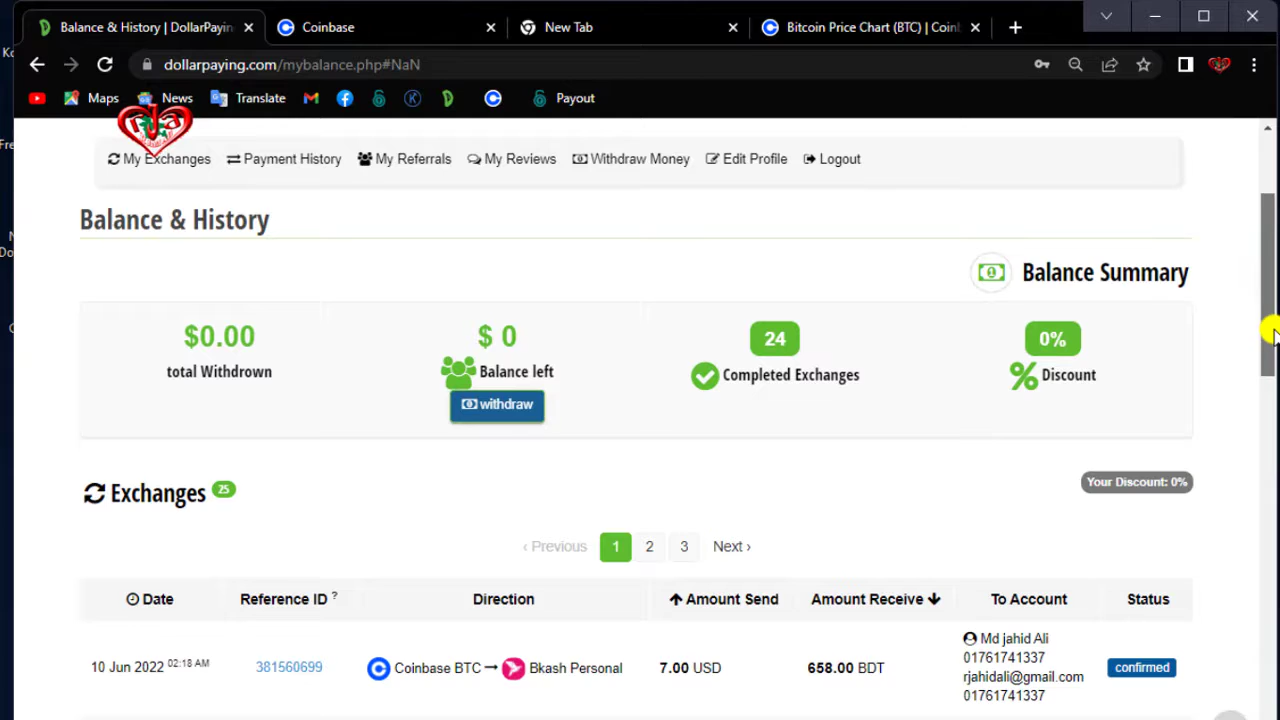 Balance & History | DollarPayin
Coinbase
New Tab
Bitcoin Price Chart (BTC) | Coinb
dollarpaying.com/mybalance.php#NaN
Maps
News
Translate
Payout
rja
My Exchanges
Payment History
My Referrals
My Reviews
Withdraw Money
Edit Profile
Logout
Balance & History
Balance Summary
$0.00
total Withdrown
$ 0
Balance left
withdraw
24
Completed Exchanges
0%
Discount
Exchanges 25
Your Discount: 0%
‹ Previous 1 2 3 Next ›
Date Reference ID ? Direction Amount Send Amount Receive To Account Status
10 Jun 2022 02:18 AM 381560699 Coinbase BTC Bkash Personal 7.00 USD 658.00 BDT
Md jahid Ali
01761741337
rjahidali@gmail.com
01761741337
confirmed